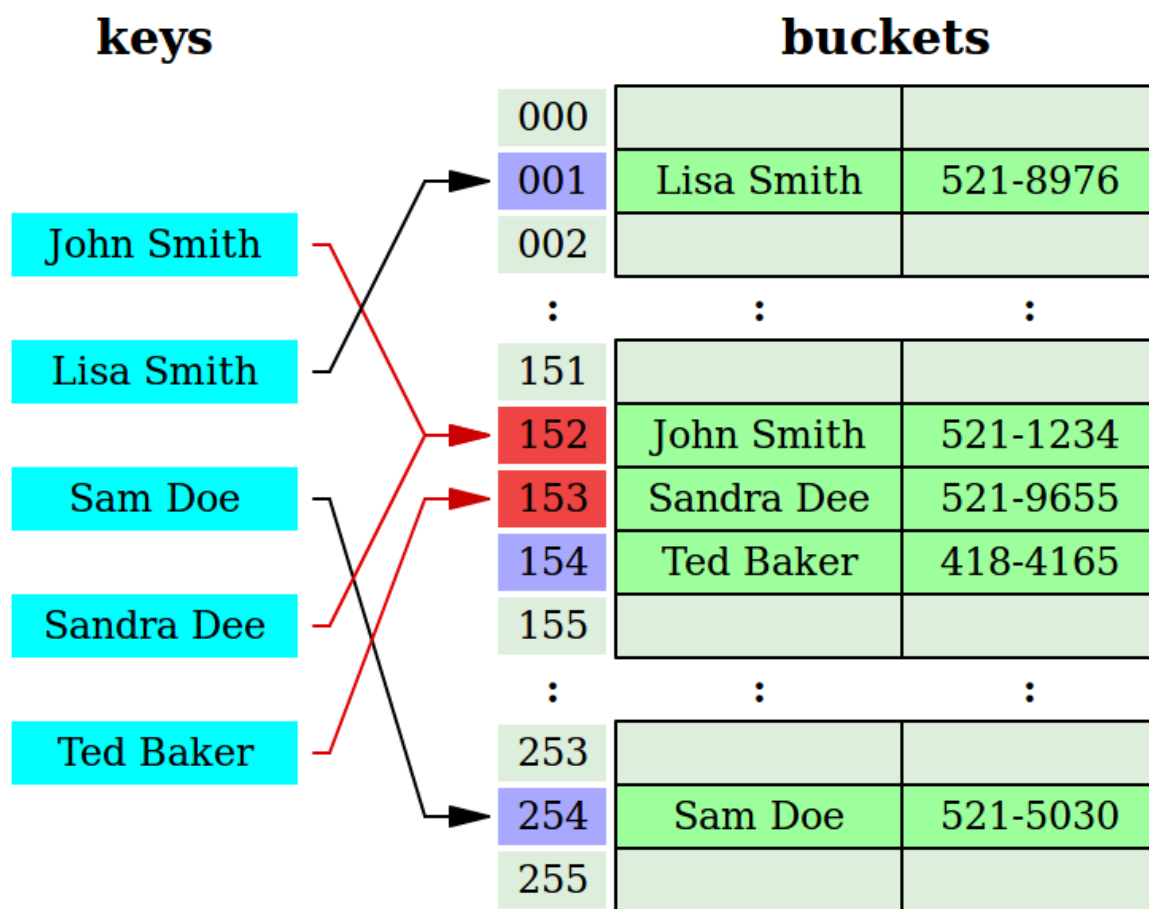 keys
buckets
John Smith
Lisa Smith
Sam Doe
Sandra Dee
Ted Baker
000
001 Lisa Smith 521-8976
002
: : :
151
152 John Smith 521-1234
153 Sandra Dee 521-9655
154 Ted Baker 418-4165
155
: : :
253
254 Sam Doe 521-5030
255